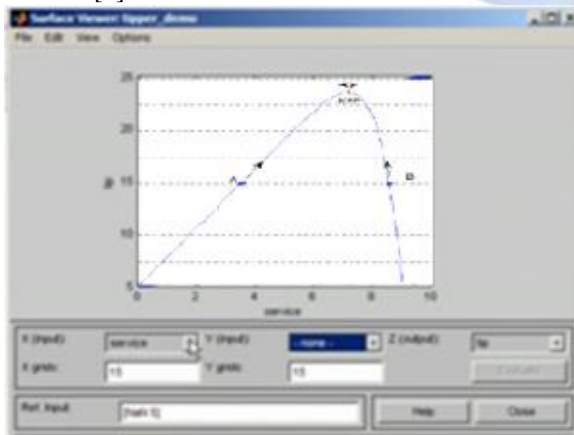 Surface Viewer: tipper_demo
File Edit View Options
25
20
15
10
5
tip
A
B
0 2 4 6 8 10
service
X (input): service Y (input): - none - Z (output): tip
X grids: 15 Y grids: 15 Evaluate
Ref. Input: [NaN 5] Help Close